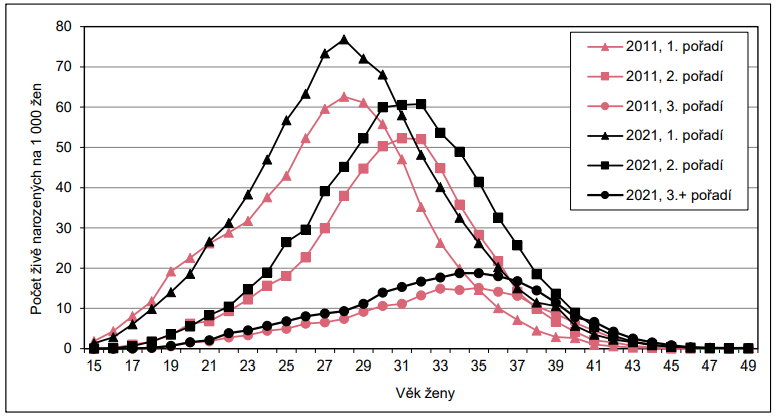 Počet živě narozených na 1 000 žen
80
70
60
50
40
30
20
10
0
15 17 19 21 23 25 27 29 31 33 35 37 39 41 43 45 47 49
Věk ženy
2011, 1. pořadí
2011, 2. pořadí
2011, 3. pořadí
2021, 1. pořadí
2021, 2. pořadí
2021, 3.+ pořadí